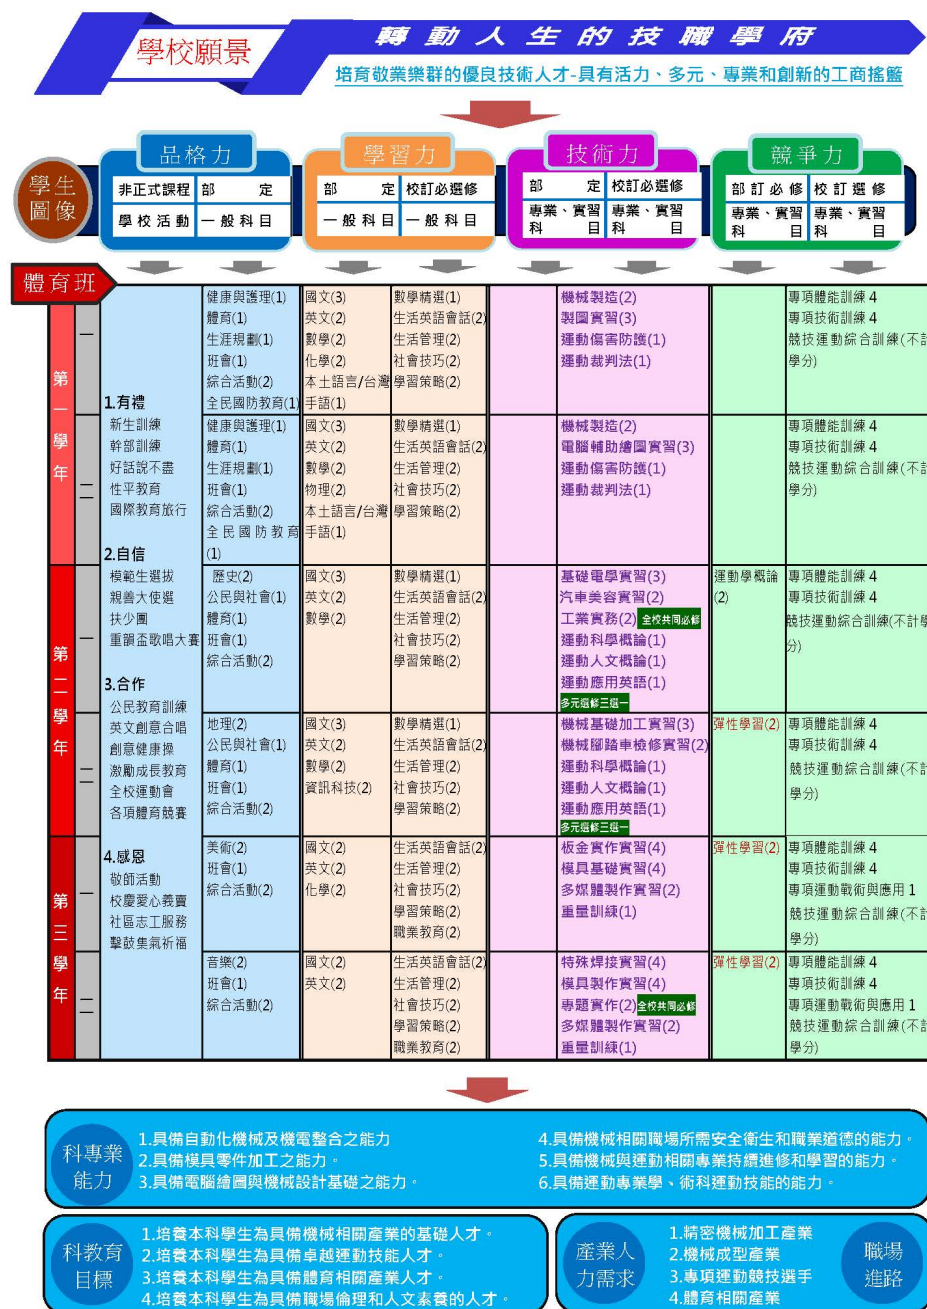 學校願景
轉動人生的技職學府
培育敬業樂群的優良技術人才-具有活力、多元、專業和創新的工商搖籃
學生
圖像
品格力
非正式課程 部定
學校活動 一般科目
學習力
部定 校訂必選修
一般科目 一般科目
技術力
部定 校訂必選修
專業、實習科目 專業、實習科目
競爭力
部訂必修 校訂選修
專業、實習科目 專業、實習科目
體育班
第一學年
1.有禮
新生訓練
幹部訓練
好話說不盡
性平教育
國際教育旅行
2.自信
模範生選拔
親善大使選
扶少團
重韻盃歌唱大賽
3.合作
公民教育訓練
英文創意合唱
創意健康操
激勵成長教育
全校運動會
各項體育競賽
4.感恩
敬師活動
校慶愛心義賣
社區志工服務
擊鼓集氣祈福
一
健康與護理(1)
體育(1)
生涯規劃(1)
班會(1)
綜合活動(2)
全民國防教育(1)
國文(3)
英文(2)
數學(2)
化學(2)
本土語言/台灣
手語(1)
數學精選(1)
生活英語會話(2)
生活管理(2)
社會技巧(2)
學習策略(2)
機械製造(2)
製圖實習(3)
運動傷害防護(1)
運動裁判法(1)
專項體能訓練 4
專項技術訓練 4
競技運動綜合訓練(不計
學分)
二
健康與護理(1)
體育(1)
生涯規劃(1)
班會(1)
綜合活動(2)
全民國防教育
(1)
國文(3)
英文(2)
數學(2)
物理(2)
本土語言/台灣
手語(1)
數學精選(1)
生活英語會話(2)
生活管理(2)
社會技巧(2)
學習策略(2)
機械製造(2)
電腦輔助繪圖實習(3)
運動傷害防護(1)
運動裁判法(1)
專項體能訓練 4
專項技術訓練 4
競技運動綜合訓練(不計
學分)
第二學年
一
歷史(2)
公民與社會(1)
體育(1)
班會(1)
綜合活動(2)
國文(3)
英文(2)
數學(2)
數學精選(1)
生活英語會話(2)
生活管理(2)
社會技巧(2)
學習策略(2)
基礎電學實習(3)
汽車美容實習(2)
工業實務(2) 全校共同必修
運動科學概論(1)
運動人文概論(1)
運動應用英語(1)
多元選修三選一
運動學概論
(2)
專項體能訓練 4
專項技術訓練 4
競技運動綜合訓練(不計學
分)
二
地理(2)
公民與社會(1)
體育(1)
班會(1)
綜合活動(2)
國文(3)
英文(2)
數學(2)
資訊科技(2)
數學精選(1)
生活英語會話(2)
生活管理(2)
社會技巧(2)
學習策略(2)
機械基礎加工實習(3)
機械腳踏車檢修實習(2)
運動科學概論(1)
運動人文概論(1)
運動應用英語(1)
多元選修三選一
彈性學習(2)
專項體能訓練 4
專項技術訓練 4
競技運動綜合訓練(不計
學分)
第三學年
一
美術(2)
班會(1)
綜合活動(2)
國文(2)
英文(2)
化學(2)
生活英語會話(2)
生活管理(2)
社會技巧(2)
學習策略(2)
職業教育(2)
板金實作實習(4)
模具基礎實習(4)
多媒體製作實習(2)
重量訓練(1)
彈性學習(2)
專項體能訓練 4
專項技術訓練 4
專項運動戰術與應用 1
競技運動綜合訓練(不計
學分)
二
音樂(2)
班會(1)
綜合活動(2)
國文(2)
英文(2)
生活英語會話(2)
生活管理(2)
社會技巧(2)
學習策略(2)
職業教育(2)
特殊焊接實習(4)
模具製作實習(4)
專題實作(2) 全校共同必修
多媒體製作實習(2)
重量訓練(1)
彈性學習(2)
專項體能訓練 4
專項技術訓練 4
專項運動戰術與應用 1
競技運動綜合訓練(不計
學分)
科專業
能力
1.具備自動化機械及機電整合之能力
2.具備模具零件加工之能力。
3.具備電腦繪圖與機械設計基礎之能力。
4.具備機械相關職場所需安全衛生和職業道德的能力。
5.具備機械與運動相關專業持續進修和學習的能力。
6.具備運動專業學、術科運動技能的能力。
科教育
目標
1.培養本科學生為具備機械相關產業的基礎人才。
2.培養本科學生為具備卓越運動技能人才。
3.培養本科學生為具備體育相關產業人才。
4.培養本科學生為具備職場倫理和人文素養的人才。
產業人
力需求
1.精密機械加工產業
2.機械成型產業
3.專項運動競技選手
4.體育相關產業
職場
進路